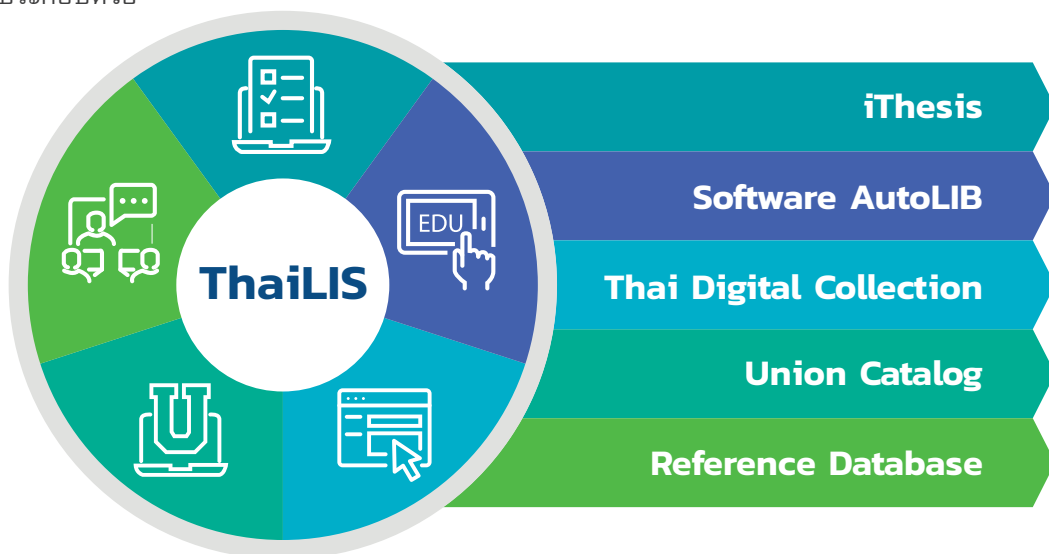 iThesis
EDU
Software AutoLIB
ThaiLIS
Thai Digital Collection
Union Catalog
Reference Database